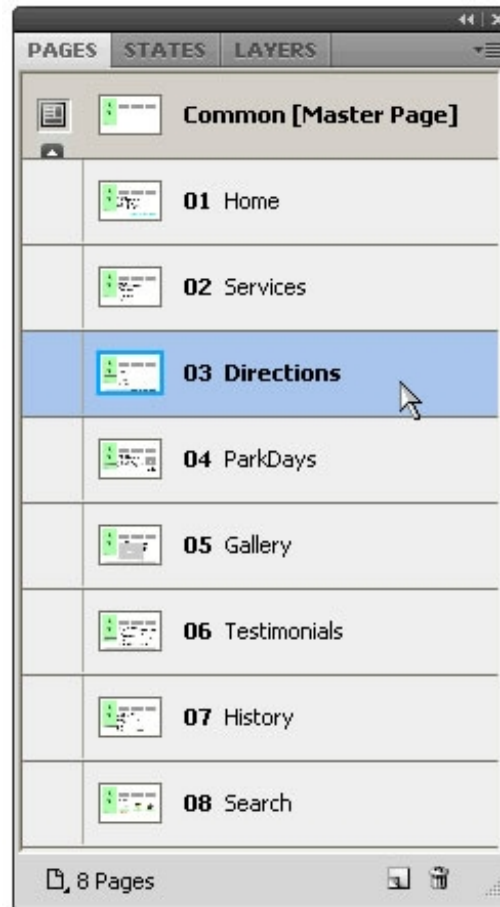 PAGES STATES LAYERS
Common [Master Page]
01 Home
02 Services
03 Directions
04 ParkDays
05 Gallery
06 Testimonials
07 History
08 Search
8 Pages